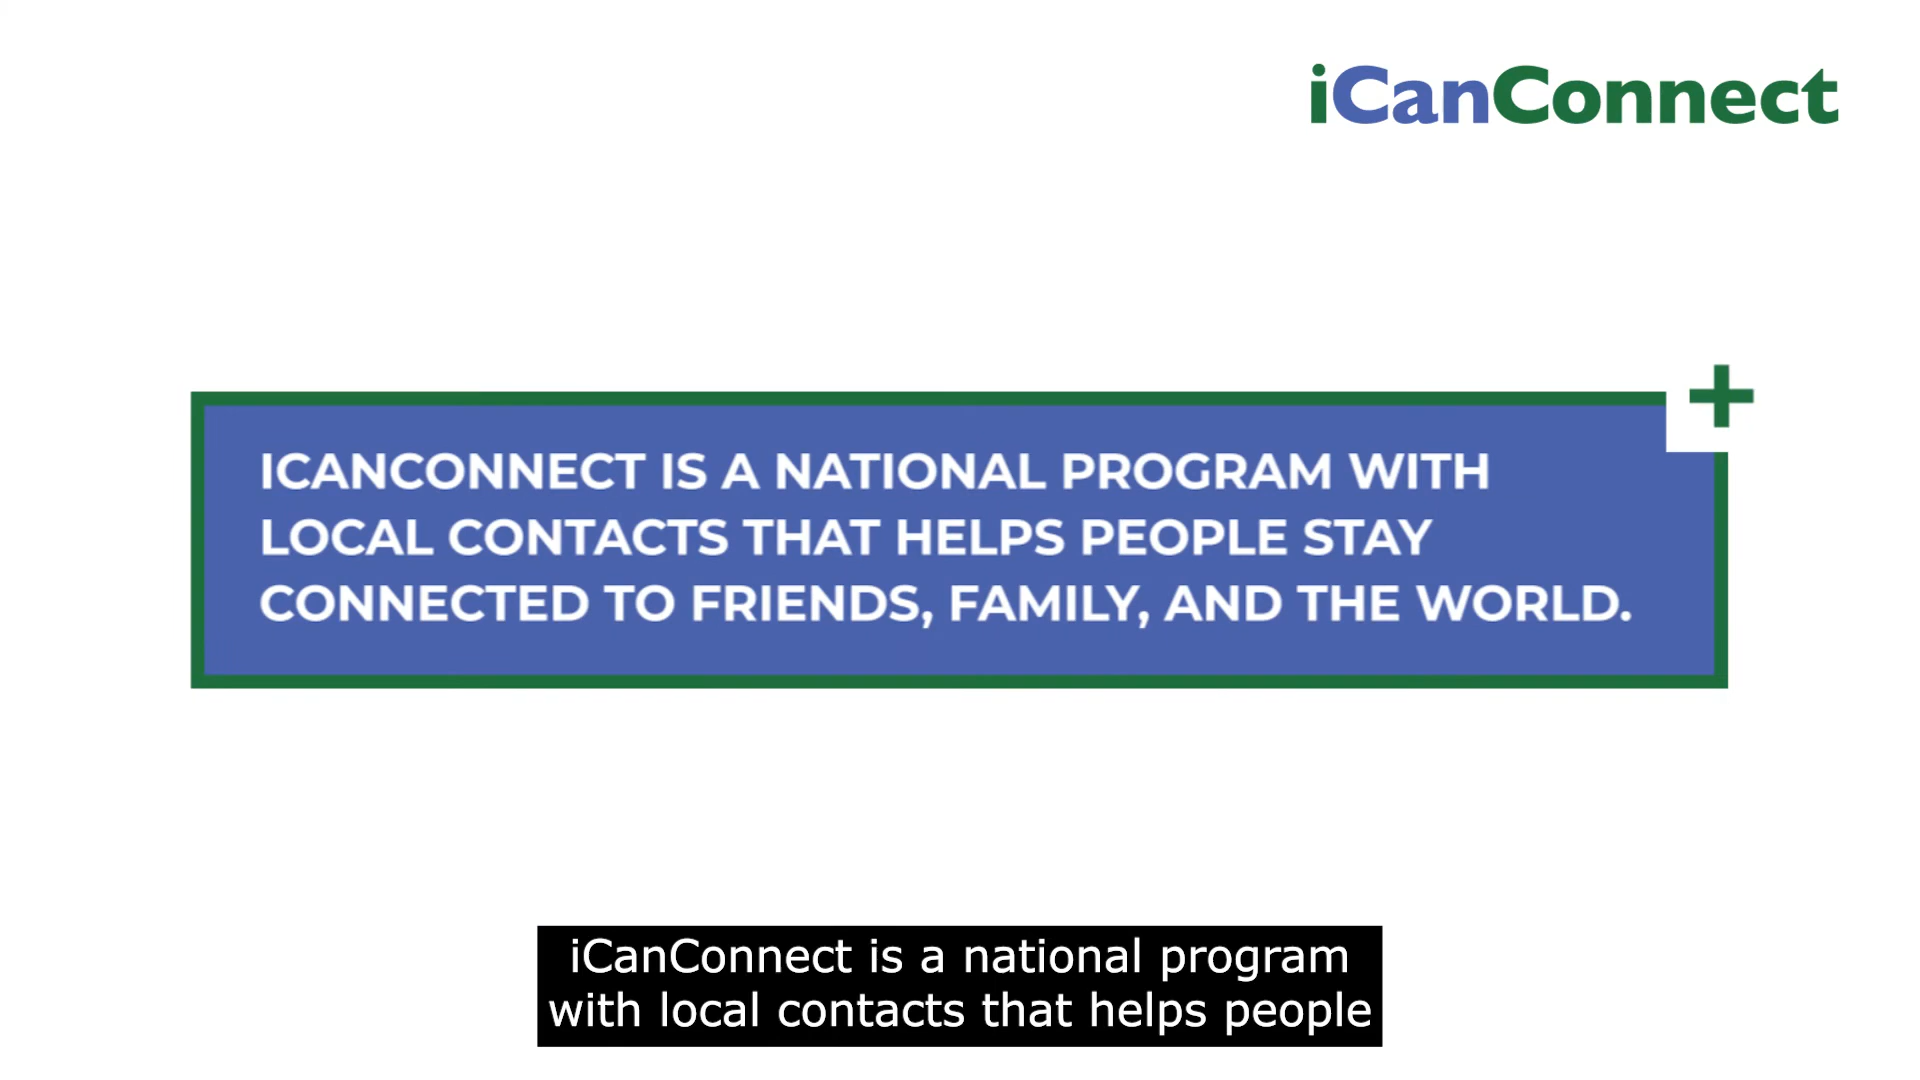 iCanConnect
ICANCONNECT IS A NATIONAL PROGRAM WITH
LOCAL CONTACTS THAT HELPS PEOPLE STAY
CONNECTED TO FRIENDS, FAMILY, AND THE WORLD.
iCanConnect is a national program
with local contacts that helps people